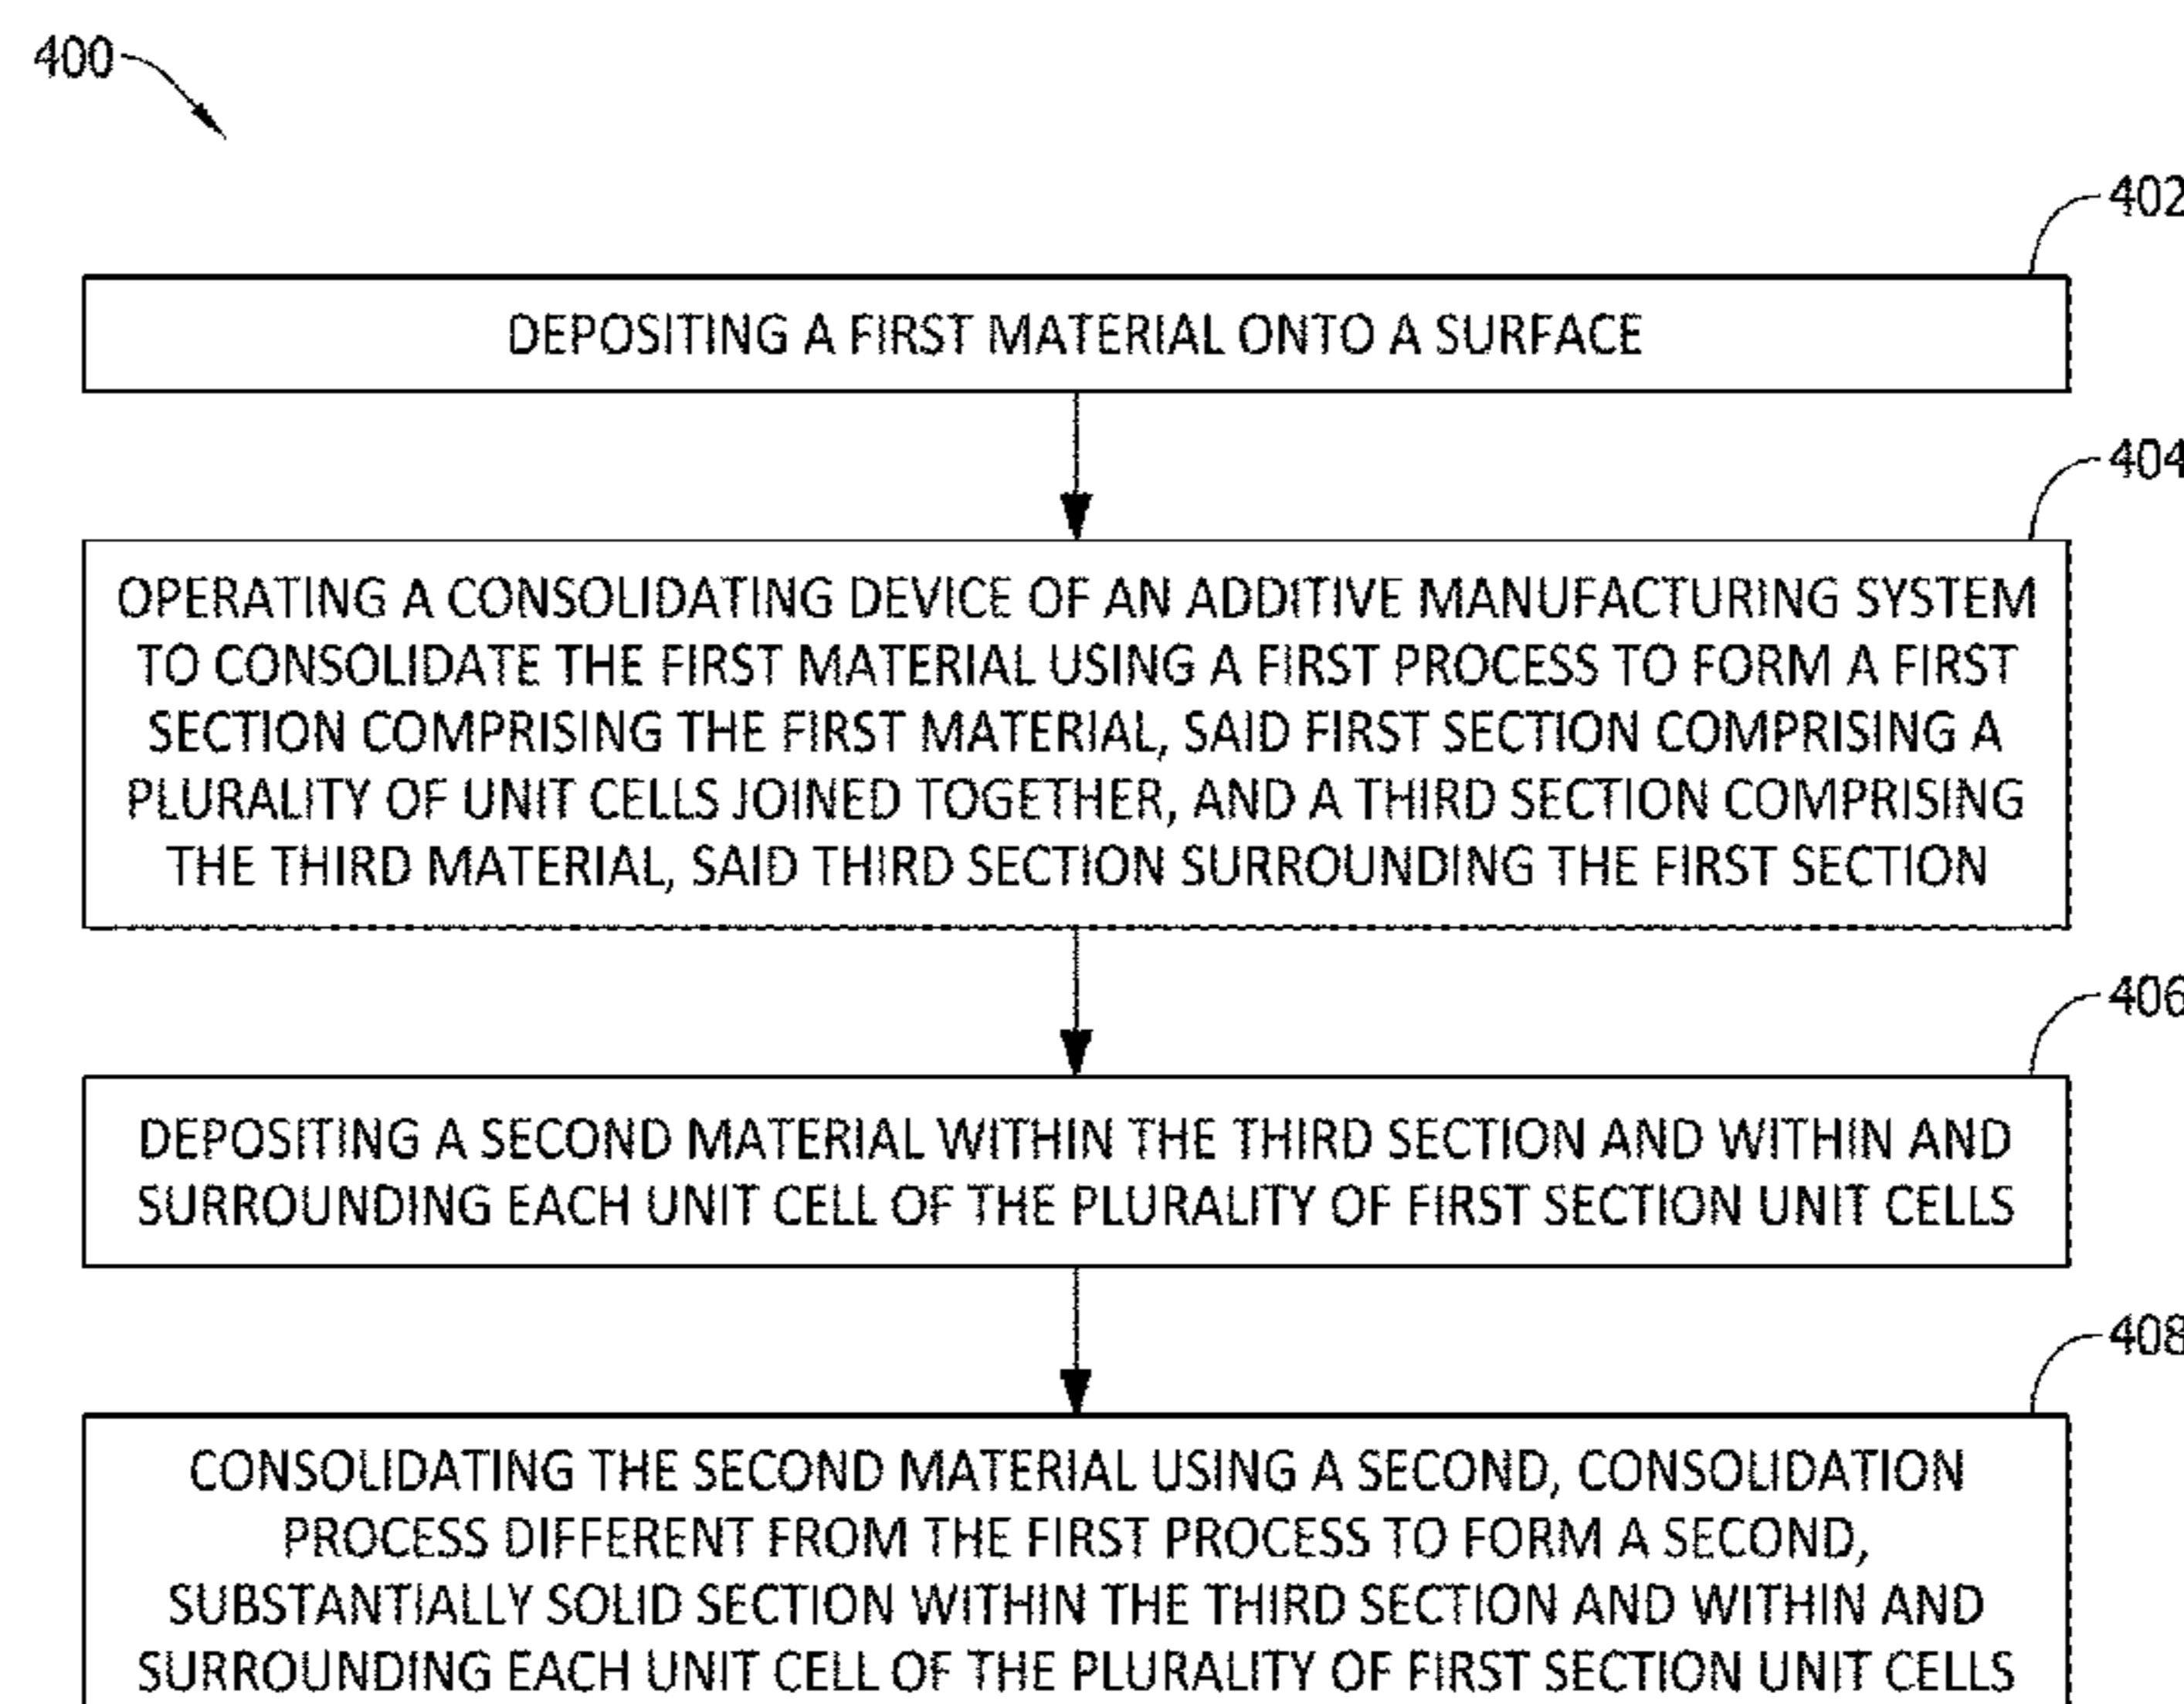 400
402
DEPOSITING A FIRST MATERIAL ONTO A SURFACE
404
OPERATING A CONSOLIDATING DEVICE OF AN ADDITIVE MANUFACTURING SYSTEM
TO CONSOLIDATE THE FIRST MATERIAL USING A FIRST PROCESS TO FORM A FIRST
SECTION COMPRISING THE FIRST MATERIAL, SAID FIRST SECTION COMPRISING A
PLURALITY OF UNIT CELLS JOINED TOGETHER, AND A THIRD SECTION COMPRISING
THE THIRD MATERIAL, SAID THIRD SECTION SURROUNDING THE FIRST SECTION
406
DEPOSITING A SECOND MATERIAL WITHIN THE THIRD SECTION AND WITHIN AND
SURROUNDING EACH UNIT CELL OF THE PLURALITY OF FIRST SECTION UNIT CELLS
408
CONSOLIDATING THE SECOND MATERIAL USING A SECOND, CONSOLIDATION
PROCESS DIFFERENT FROM THE FIRST PROCESS TO FORM A SECOND,
SUBSTANTIALLY SOLID SECTION WITHIN THE THIRD SECTION AND WITHIN AND
SURROUNDING EACH UNIT CELL OF THE PLURALITY OF FIRST SECTION UNIT CELLS